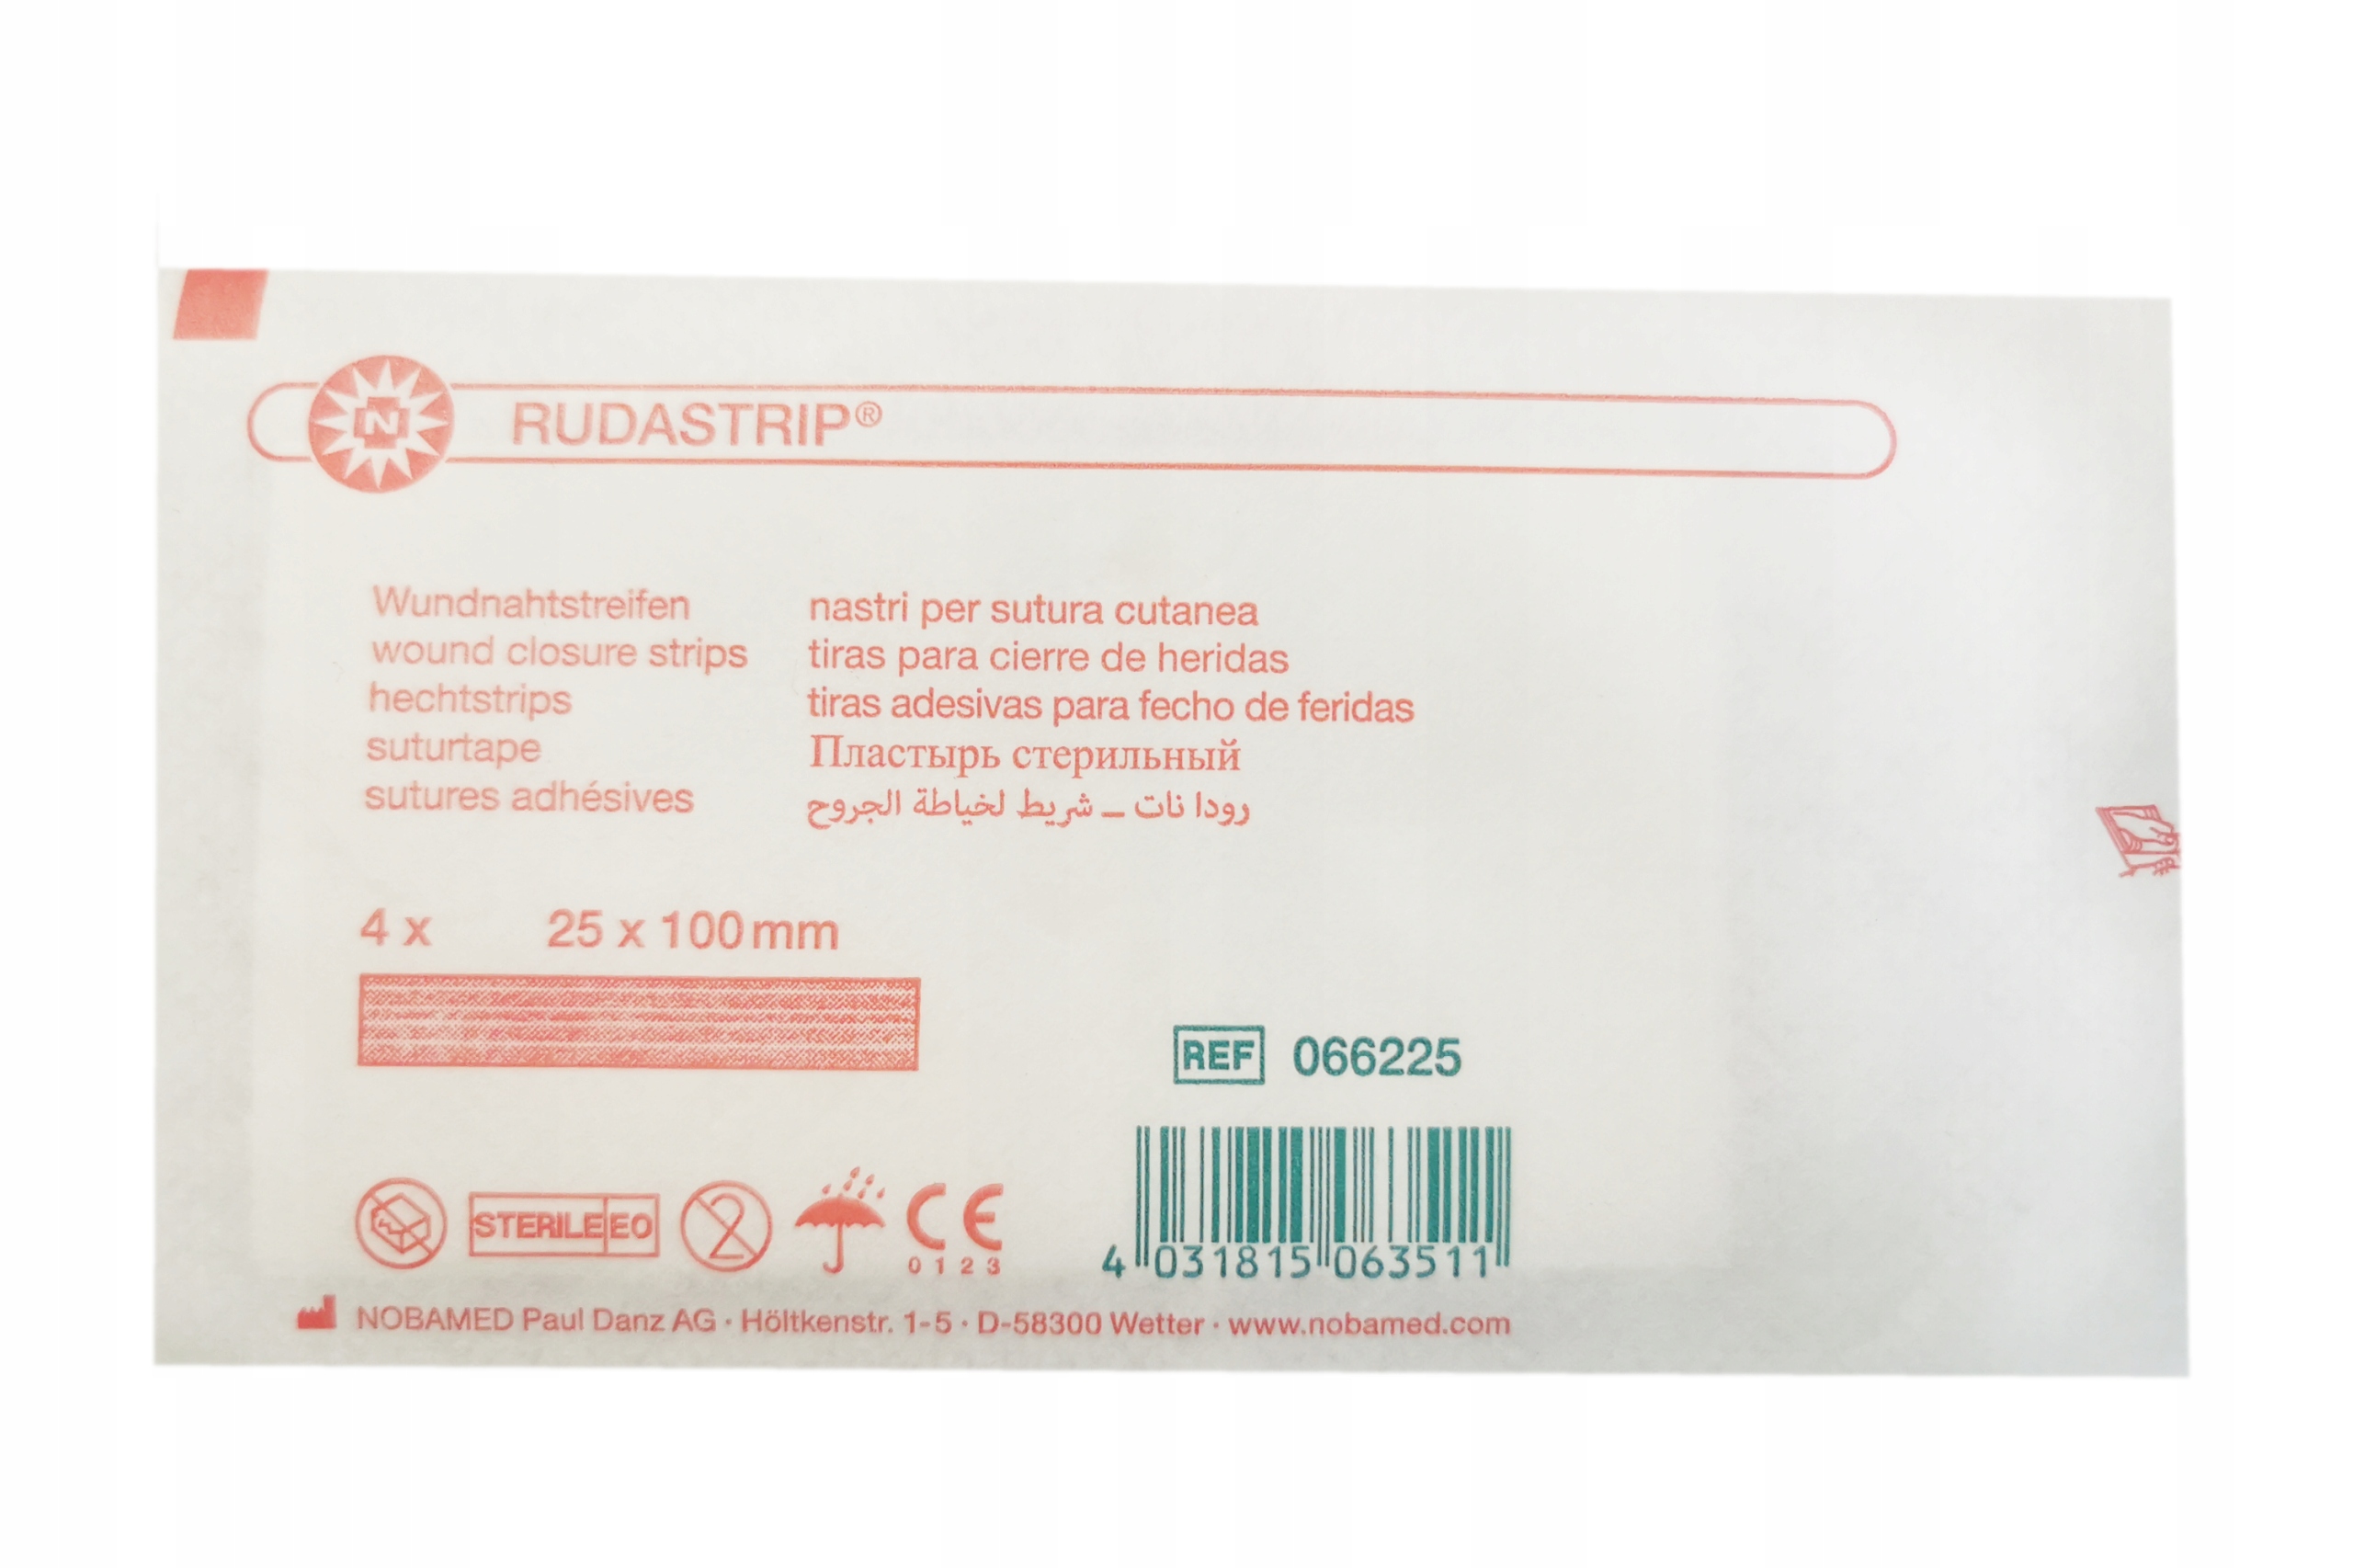 N RUDASTRIP®
Wundnahtstreifen
wound closure strips
hechtstrips
suturtape
sutures adhésives
nastri per sutura cutanea
tiras para cierre de heridas
tiras adesivas para fecho de feridas
Пластырь стерильный
رودا نات – شريط لخياطة الجروح
4 x 25 x 100 mm
REF 066225
STERILE EO 2 CE
0123
4 031815 063511
NOBAMED Paul Danz AG · Höltkenstr. 1-5 · D-58300 Wetter · www.nobamed.com